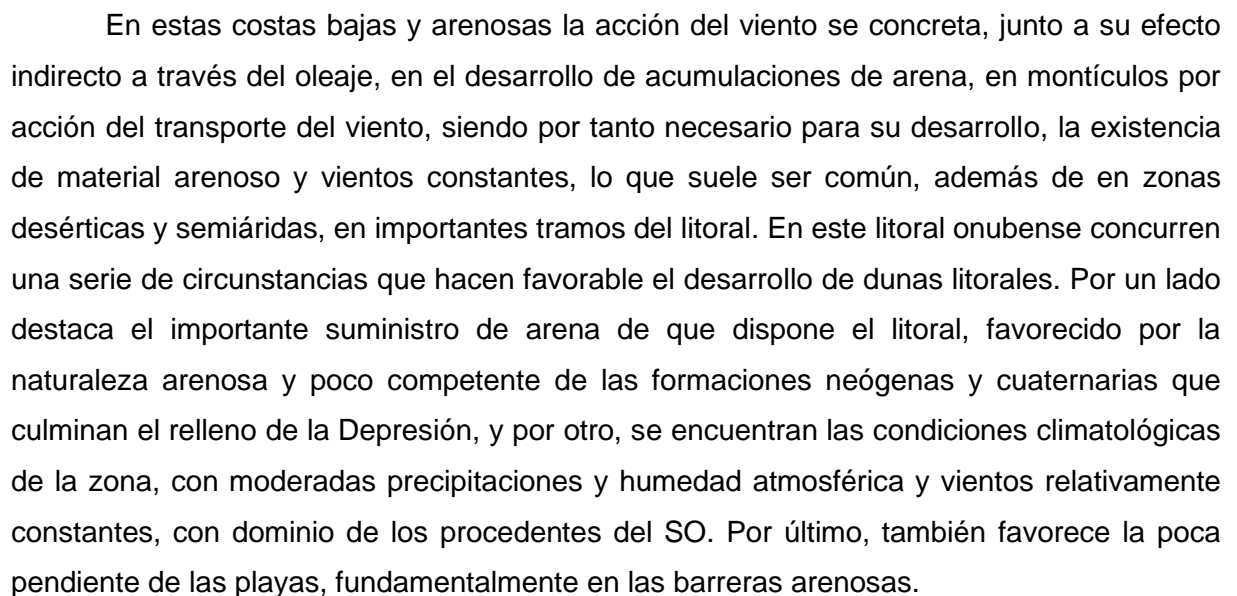 En estas costas bajas y arenosas la acción del viento se concreta, junto a su efecto
indirecto a través del oleaje, en el desarrollo de acumulaciones de arena, en montículos por
acción del transporte del viento, siendo por tanto necesario para su desarrollo, la existencia
de material arenoso y vientos constantes, lo que suele ser común, además de en zonas
desérticas y semiáridas, en importantes tramos del litoral. En este litoral onubense concurren
una serie de circunstancias que hacen favorable el desarrollo de dunas litorales. Por un lado
destaca el importante suministro de arena de que dispone el litoral, favorecido por la
naturaleza arenosa y poco competente de las formaciones neógenas y cuaternarias que
culminan el relleno de la Depresión, y por otro, se encuentran las condiciones climatológicas
de la zona, con moderadas precipitaciones y humedad atmosférica y vientos relativamente
constantes, con dominio de los procedentes del SO. Por último, también favorece la poca
pendiente de las playas, fundamentalmente en las barreras arenosas.